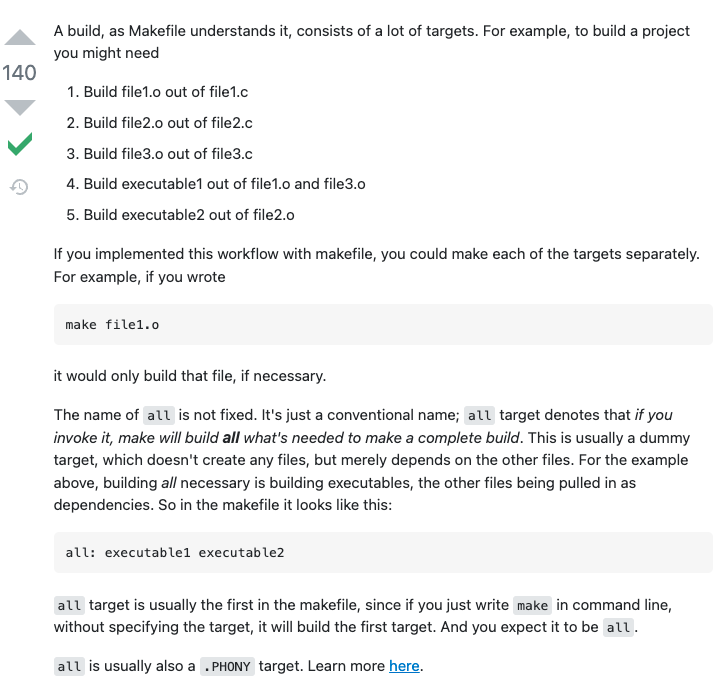 A build, as Makefile understands it, consists of a lot of targets. For example, to build a project
you might need
140
1. Build file1.o out of file1.c
2. Build file2.o out of file2.c
3. Build file3.o out of file3.c
4. Build executable1 out of file1.o and file3.o
5. Build executable2 out of file2.o
If you implemented this workflow with makefile, you could make each of the targets separately.
For example, if you wrote
make file1.o
it would only build that file, if necessary.
The name of all is not fixed. It's just a conventional name; all target denotes that if you
invoke it, make will build all what's needed to make a complete build. This is usually a dummy
target, which doesn't create any files, but merely depends on the other files. For the example
above, building all necessary is building executables, the other files being pulled in as
dependencies. So in the makefile it looks like this:
all: executable1 executable2
all target is usually the first in the makefile, since if you just write make in command line,
without specifying the target, it will build the first target. And you expect it to be all.
all is usually also a .PHONY target. Learn more here.